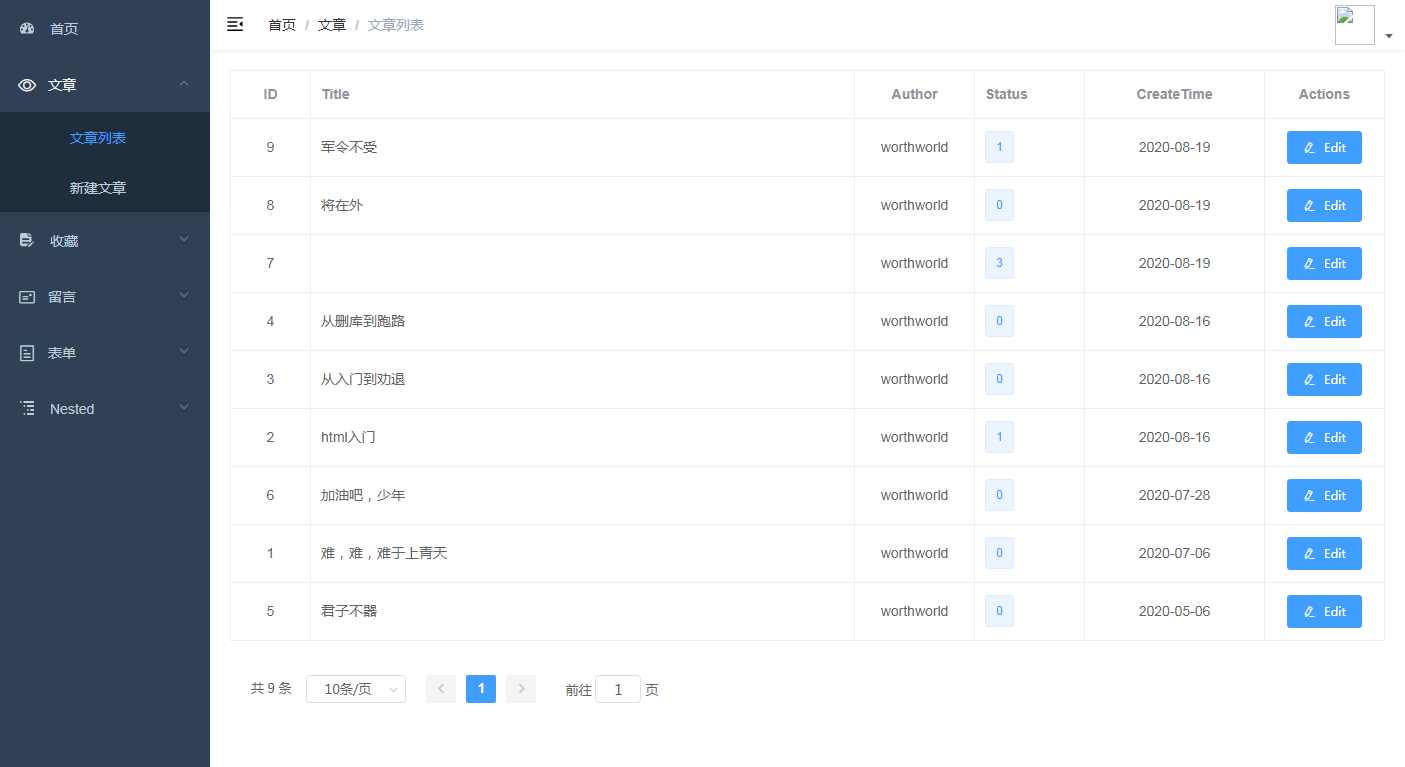 首页
文章
文章列表
新建文章
收藏
留言
表单
Nested
首页 / 文章 / 文章列表
ID Title Author Status CreateTime Actions
9 军令不受 worthworld 1 2020-08-19 Edit
8 将在外 worthworld 0 2020-08-19 Edit
7 worthworld 3 2020-08-19 Edit
4 从删库到跑路 worthworld 0 2020-08-16 Edit
3 从入门到劝退 worthworld 0 2020-08-16 Edit
2 html入门 worthworld 1 2020-08-16 Edit
6 加油吧，少年 worthworld 0 2020-07-28 Edit
1 难，难，难于上青天 worthworld 0 2020-07-06 Edit
5 君子不器 worthworld 0 2020-05-06 Edit
共 9 条 10条/页 1 前往 1 页